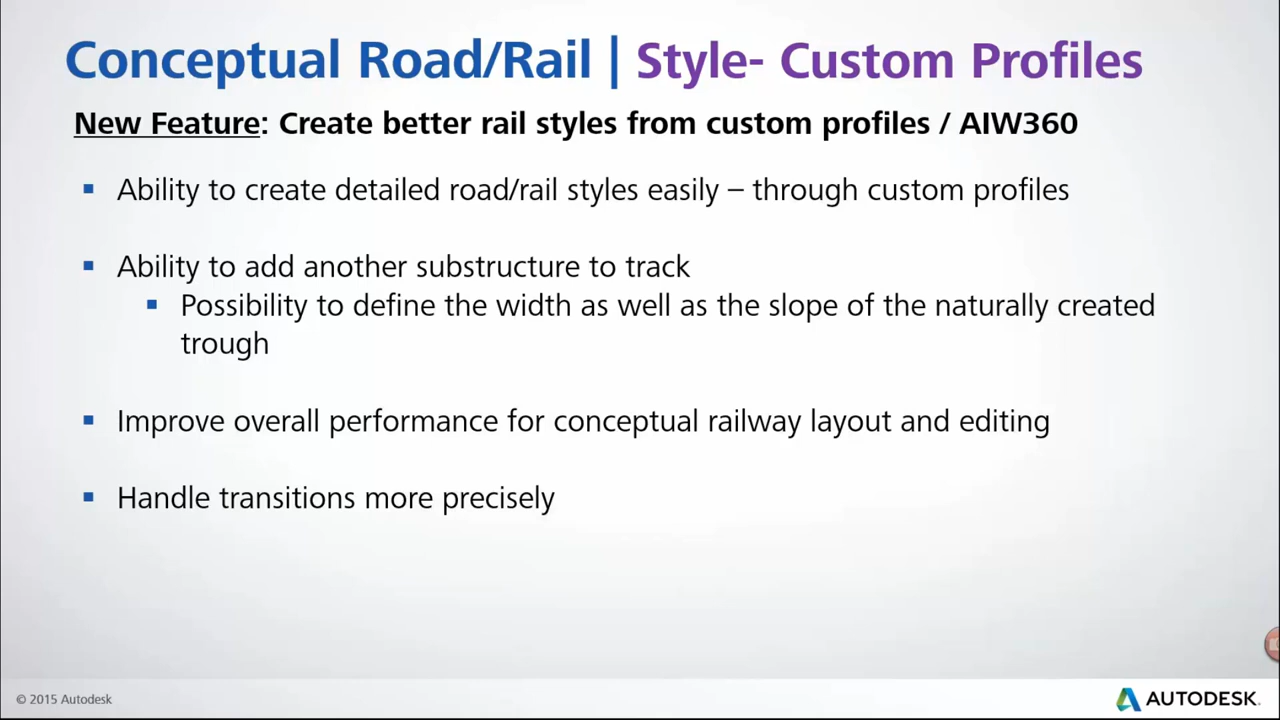 Conceptual Road/Rail | Style- Custom Profiles
New Feature: Create better rail styles from custom profiles / AIW360
▪ Ability to create detailed road/rail styles easily – through custom profiles
▪ Ability to add another substructure to track
▪ Possibility to define the width as well as the slope of the naturally created
trough
▪ Improve overall performance for conceptual railway layout and editing
▪ Handle transitions more precisely
© 2015 Autodesk
AUTODESK.